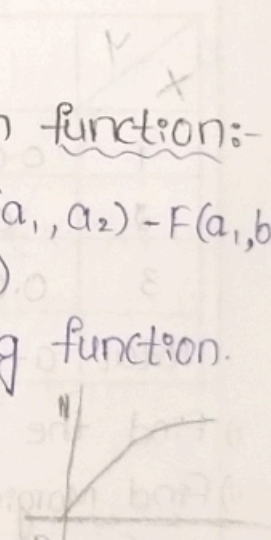 n function:-
a₁, a₂) - F(a₁, b
)
g function.